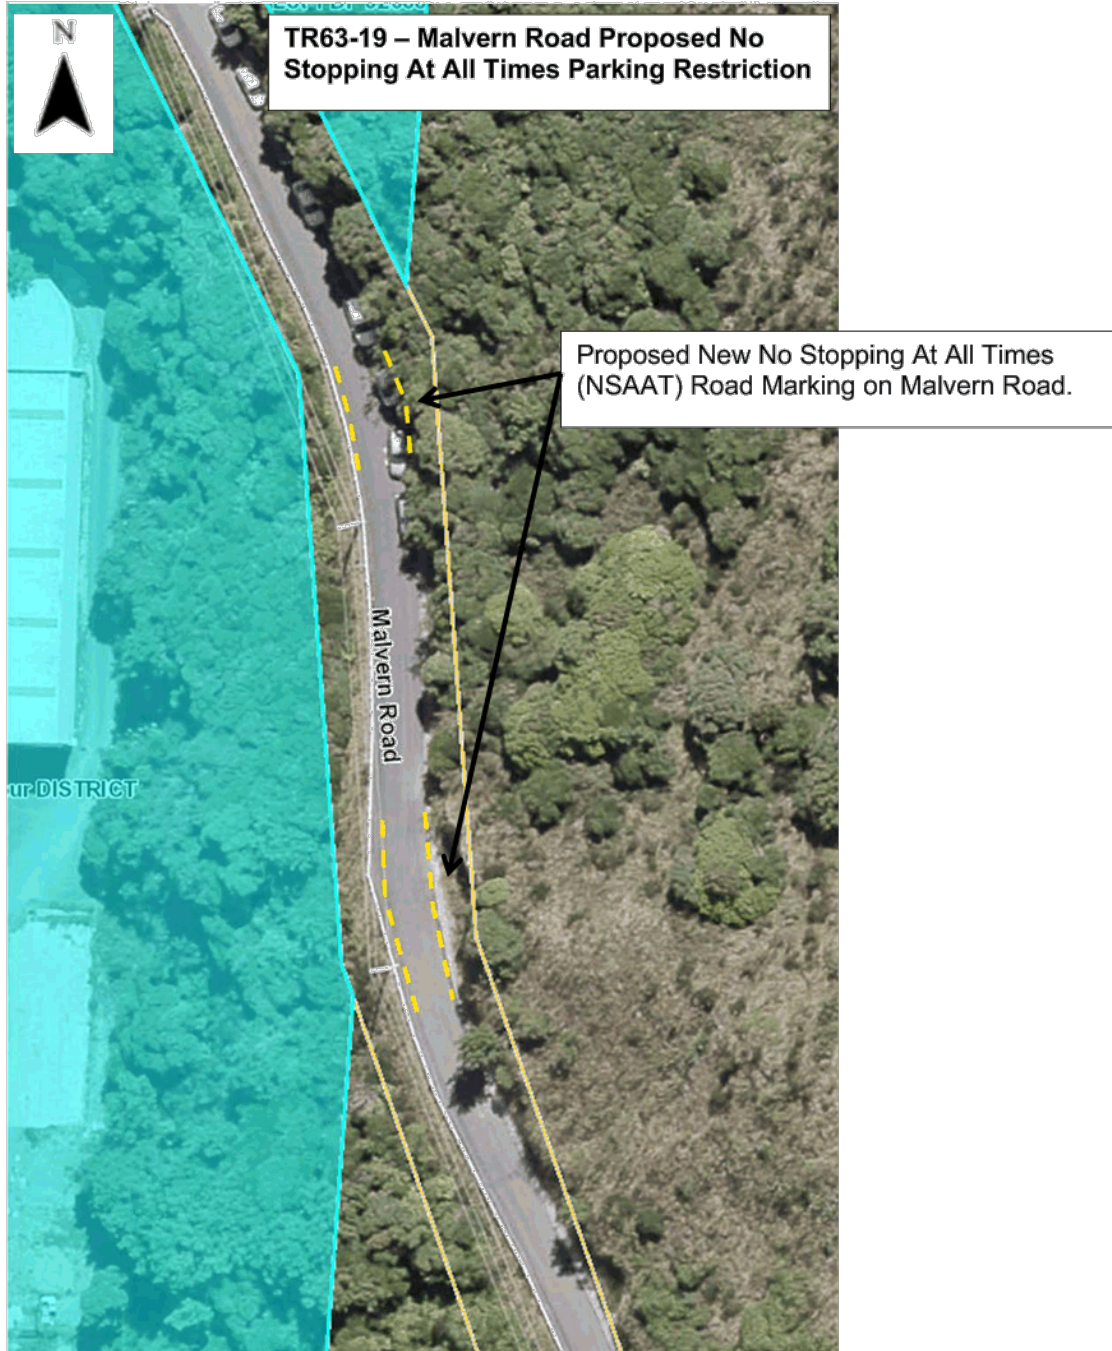 N
TR63-19 – Malvern Road Proposed No
Stopping At All Times Parking Restriction
Proposed New No Stopping At All Times
(NSAAT) Road Marking on Malvern Road.
Malvern Road
ur DISTRICT